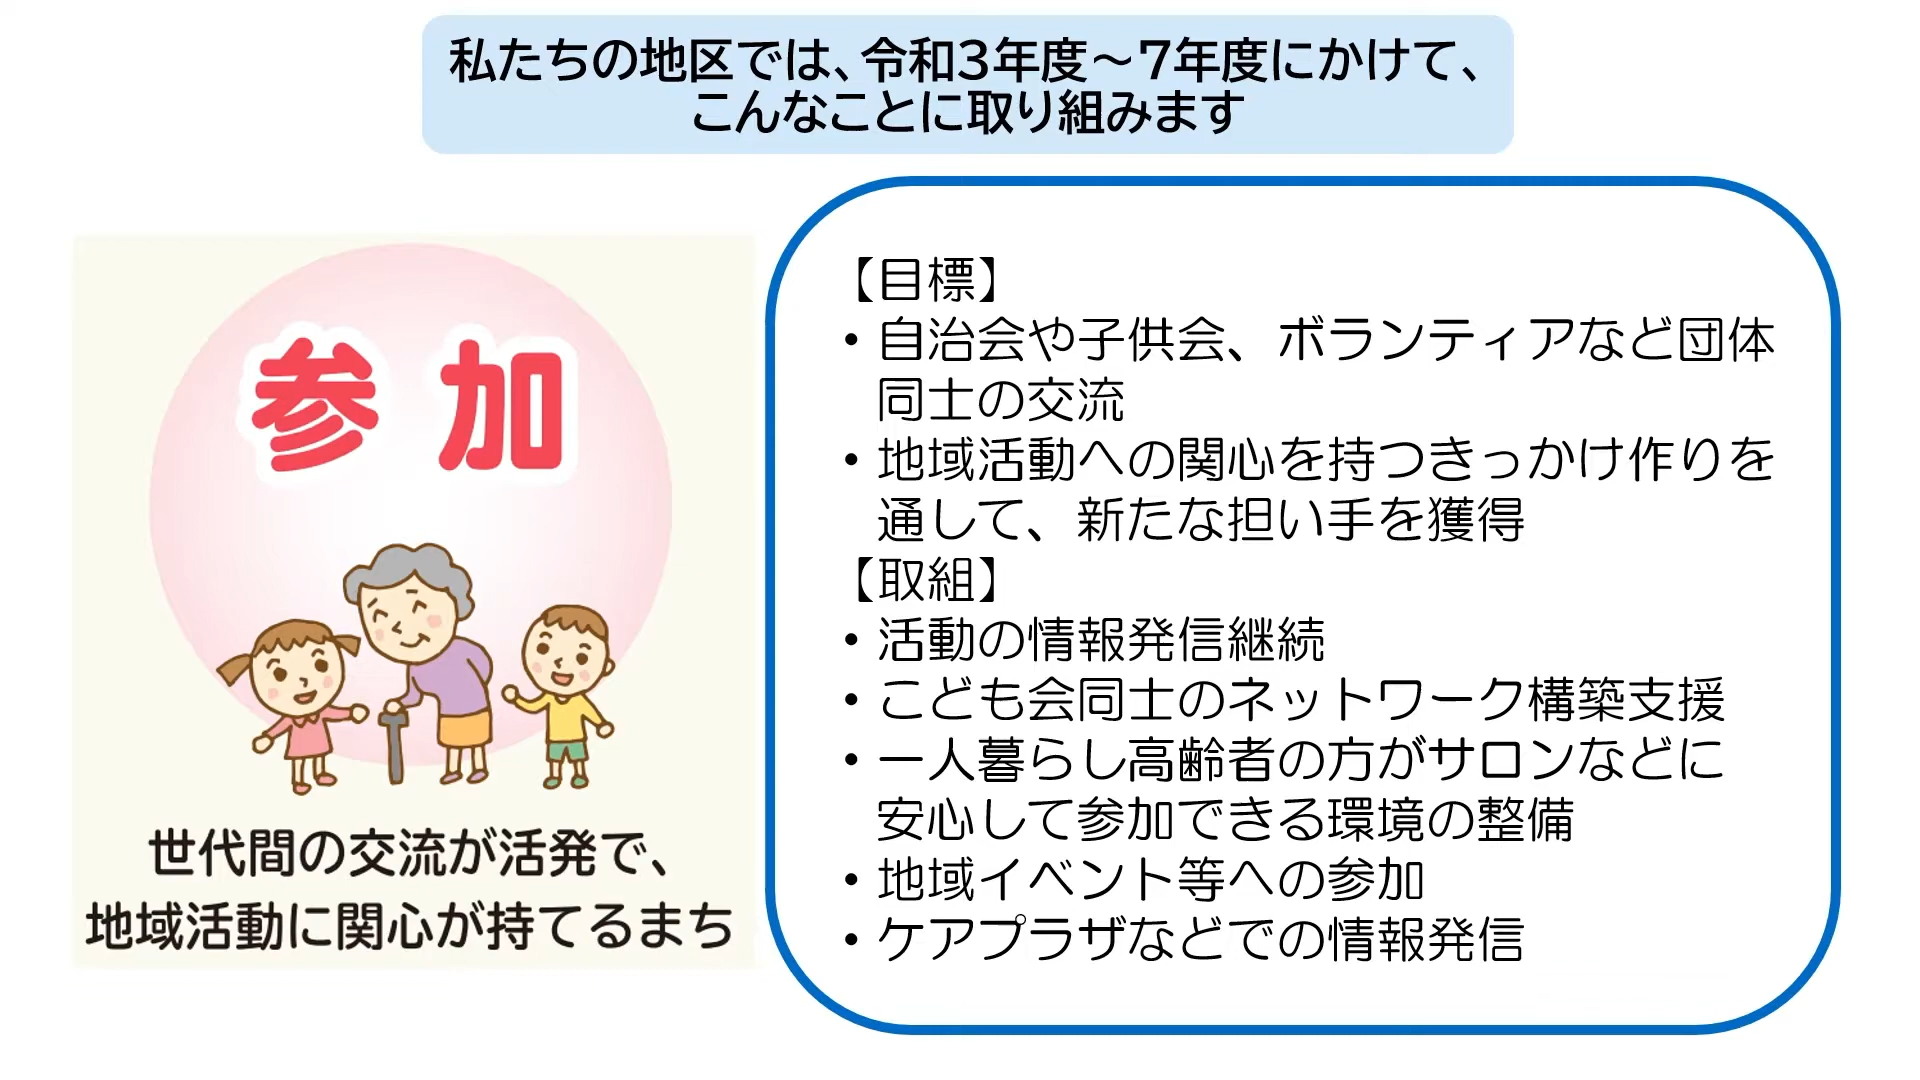 私たちの地区では、令和3年度～7年度にかけて、
こんなことに取り組みます
参加
世代間の交流が活発で、
地域活動に関心が持てるまち
【目標】
・自治会や子供会、ボランティアなど団体
同士の交流
・地域活動への関心を持つきっかけ作りを
通して、新たな担い手を獲得
【取組】
・活動の情報発信継続
・こども会同士のネットワーク構築支援
・一人暮らし高齢者の方がサロンなどに
安心して参加できる環境の整備
・地域イベント等への参加
・ケアプラザなどでの情報発信